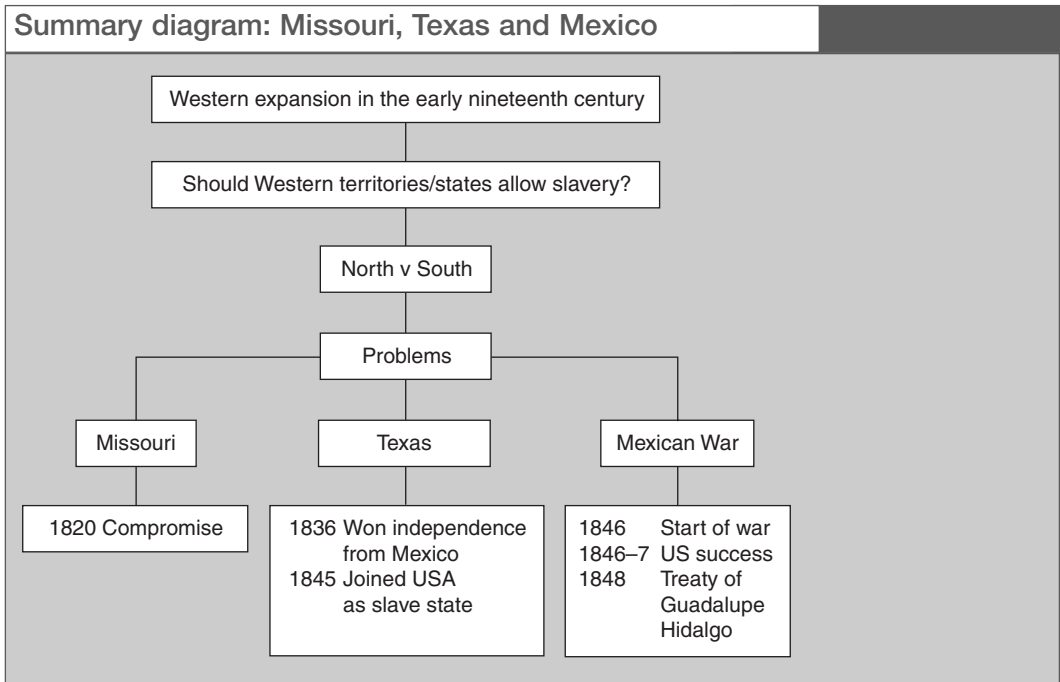 Summary diagram: Missouri, Texas and Mexico
Western expansion in the early nineteenth century
Should Western territories/states allow slavery?
North v South
Problems
Missouri
Texas
Mexican War
1820 Compromise
1836 Won independence
from Mexico
1845 Joined USA
as slave state
1846 Start of war
1846–7 US success
1848 Treaty of
Guadalupe
Hidalgo